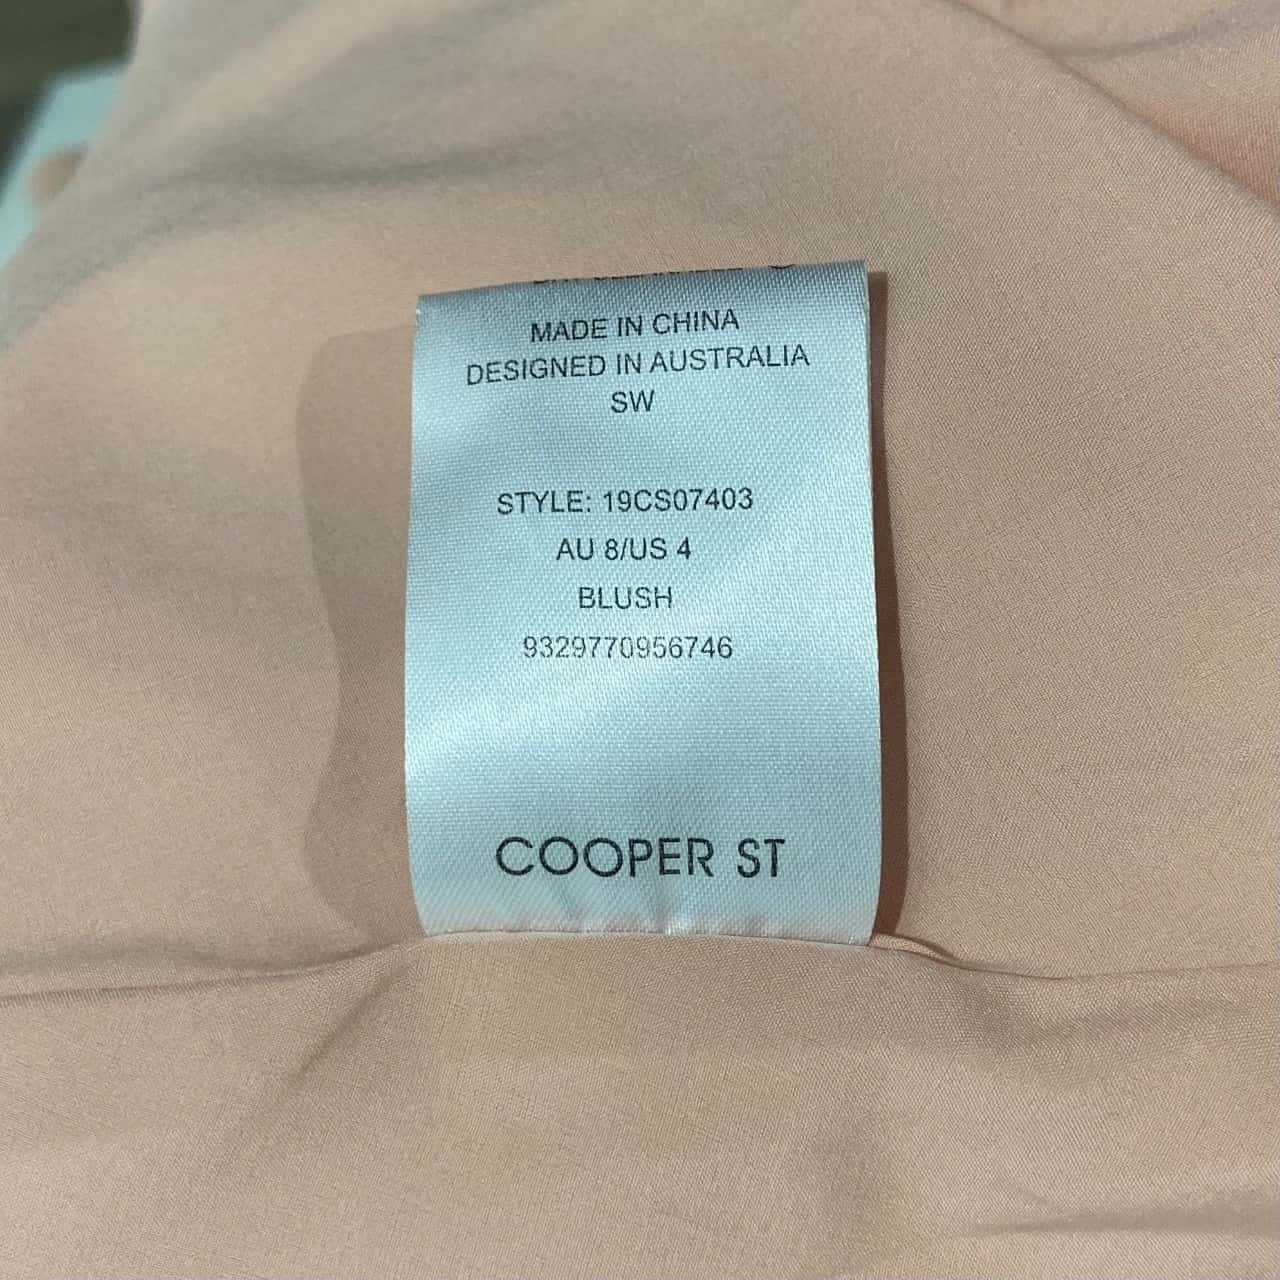 MADE IN CHINA
DESIGNED IN AUSTRALIA
SW
STYLE: 19CS07403
AU 8/US 4
BLUSH
9329770956746
COOPER ST